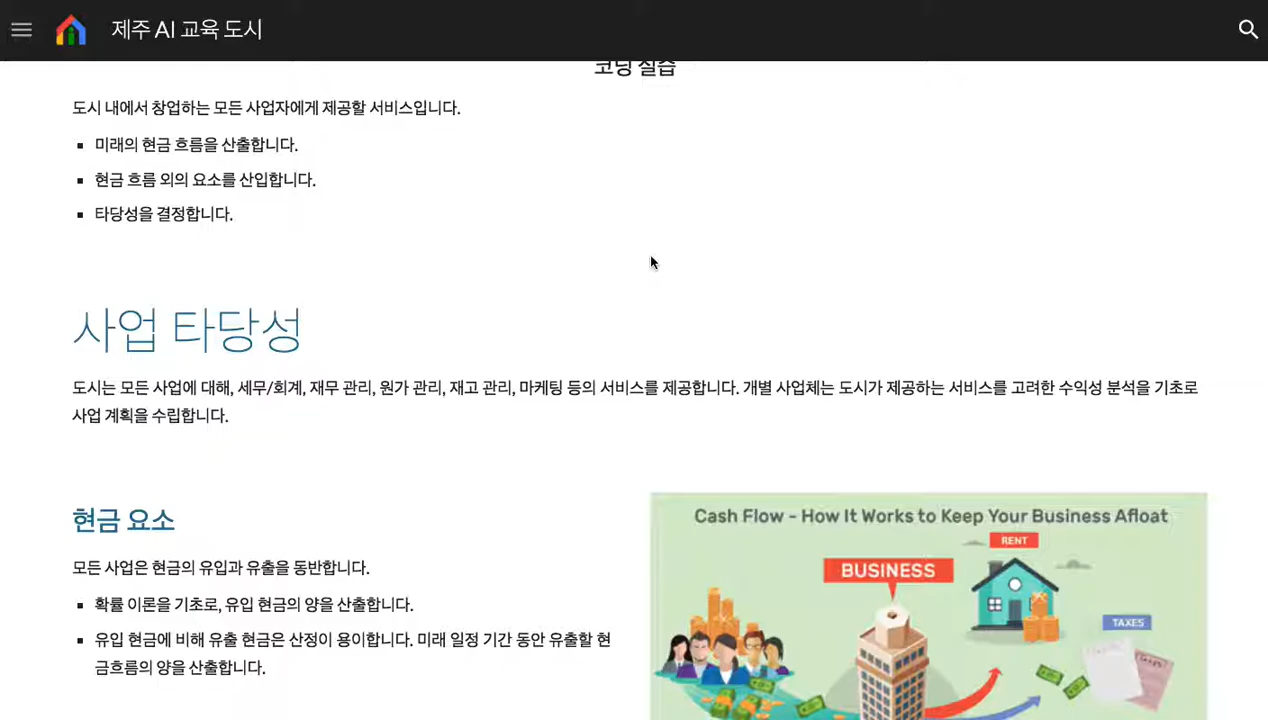 제주 AI 교육 도시
코딩 실습
도시 내에서 창업하는 모든 사업자에게 제공할 서비스입니다.
▪ 미래의 현금 흐름을 산출합니다.
▪ 현금 흐름 외의 요소를 산입합니다.
▪ 타당성을 결정합니다.
사업 타당성
도시는 모든 사업에 대해, 세무/회계, 재무 관리, 원가 관리, 재고 관리, 마케팅 등의 서비스를 제공합니다. 개별 사업체는 도시가 제공하는 서비스를 고려한 수익성 분석을 기초로
사업 계획을 수립합니다.
현금 요소
모든 사업은 현금의 유입과 유출을 동반합니다.
▪ 확률 이론을 기초로, 유입 현금의 양을 산출합니다.
▪ 유입 현금에 비해 유출 현금은 산정이 용이합니다. 미래 일정 기간 동안 유출할 현
금흐름의 양을 산출합니다.
Cash Flow - How It Works to Keep Your Business Afloat
RENT
BUSINESS
TAXES